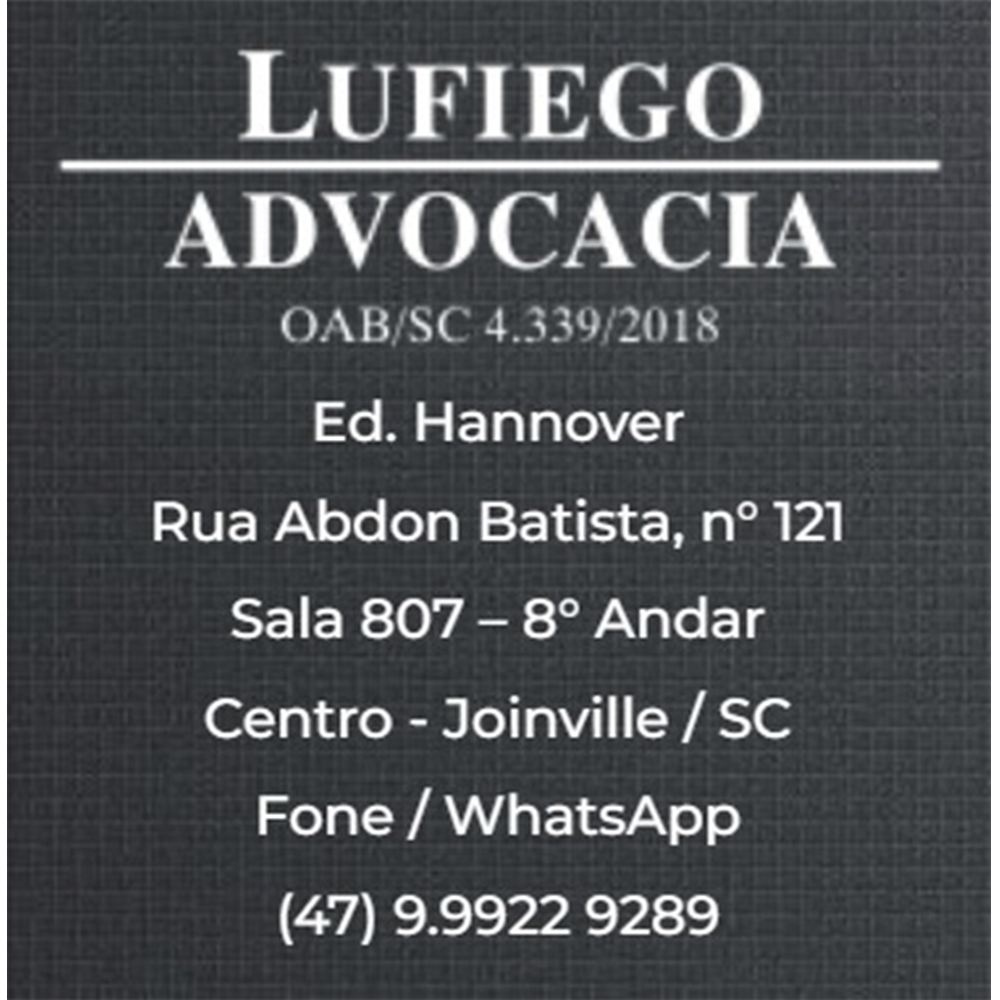 LUFIEGO
ADVOCACIA
OAB/SC 4.339/2018
Ed. Hannover
Rua Abdon Batista, nº 121
Sala 807 – 8º Andar
Centro - Joinville / SC
Fone / WhatsApp
(47) 9.9922 9289